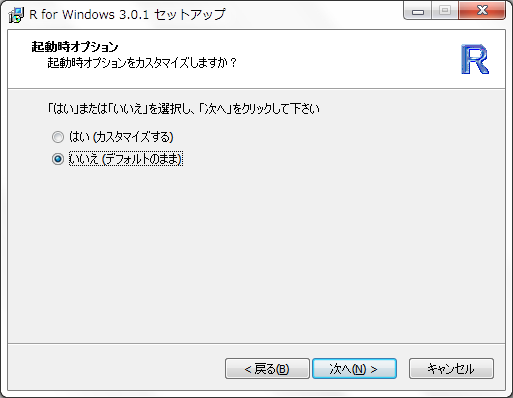 R for Windows 3.0.1 セットアップ
起動時オプション
起動時オプションをカスタマイズしますか？
R
「はい」または「いいえ」を選択し、「次へ」をクリックして下さい
はい (カスタマイズする)
いいえ (デフォルトのまま)
< 戻る(B)
次へ(N) >
キャンセル